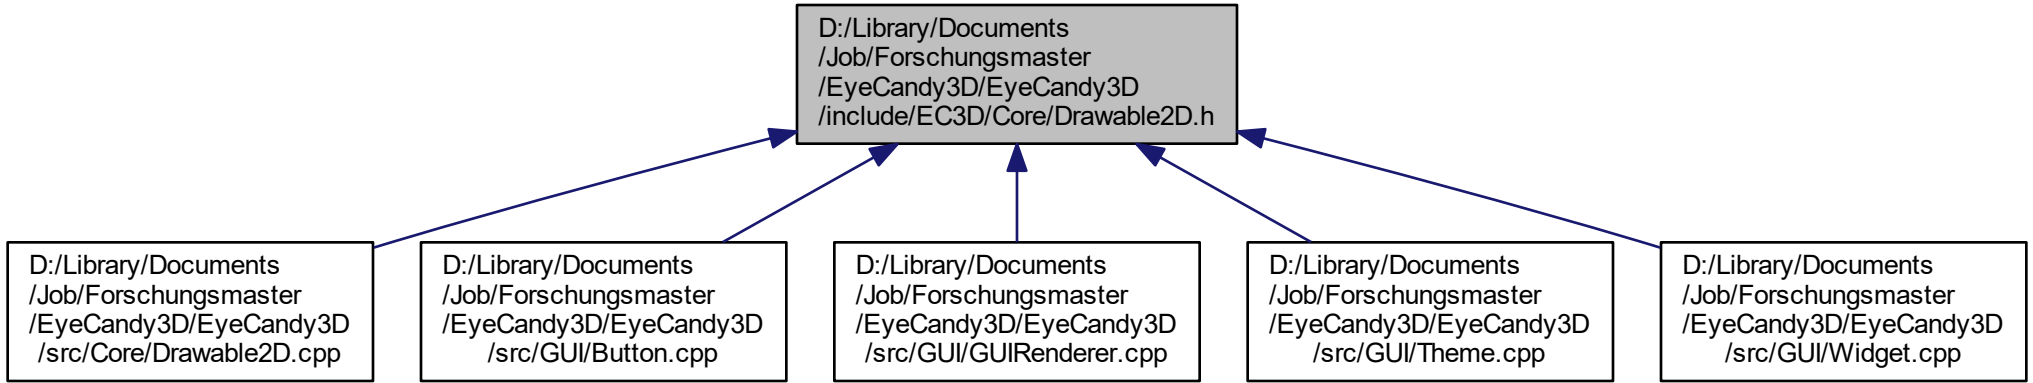 D:/Library/Documents
/Job/Forschungsmaster
/EyeCandy3D/EyeCandy3D
/include/EC3D/Core/Drawable2D.h
D:/Library/Documents
/Job/Forschungsmaster
/EyeCandy3D/EyeCandy3D
/src/Core/Drawable2D.cpp
D:/Library/Documents
/Job/Forschungsmaster
/EyeCandy3D/EyeCandy3D
/src/GUI/Button.cpp
D:/Library/Documents
/Job/Forschungsmaster
/EyeCandy3D/EyeCandy3D
/src/GUI/GUIRenderer.cpp
D:/Library/Documents
/Job/Forschungsmaster
/EyeCandy3D/EyeCandy3D
/src/GUI/Theme.cpp
D:/Library/Documents
/Job/Forschungsmaster
/EyeCandy3D/EyeCandy3D
/src/GUI/Widget.cpp